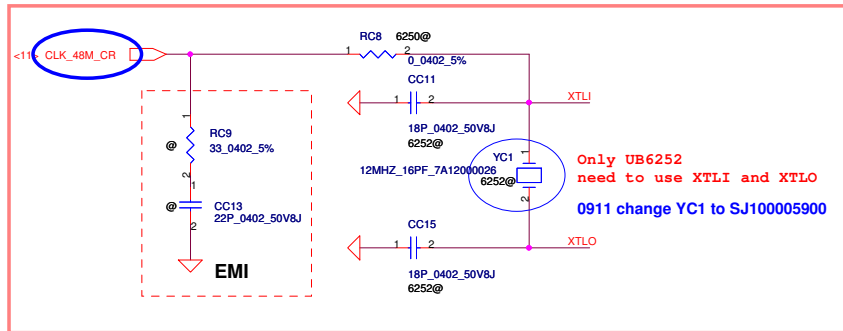 <11> CLK_48M_CR
RC8 6250@
1 2
0_0402_5%
CC11
1 2
XTLI
18P_0402_50V8J
6252@
1
@ RC9
33_0402_5%
2
1
@ CC13
22P_0402_50V8J
2
EMI
1
YC1
12MHZ_16PF_7A12000026
6252@
2
Only UB6252
need to use XTLI and XTLO
0911 change YC1 to SJ100005900
CC15
1 2
XTLO
18P_0402_50V8J
6252@